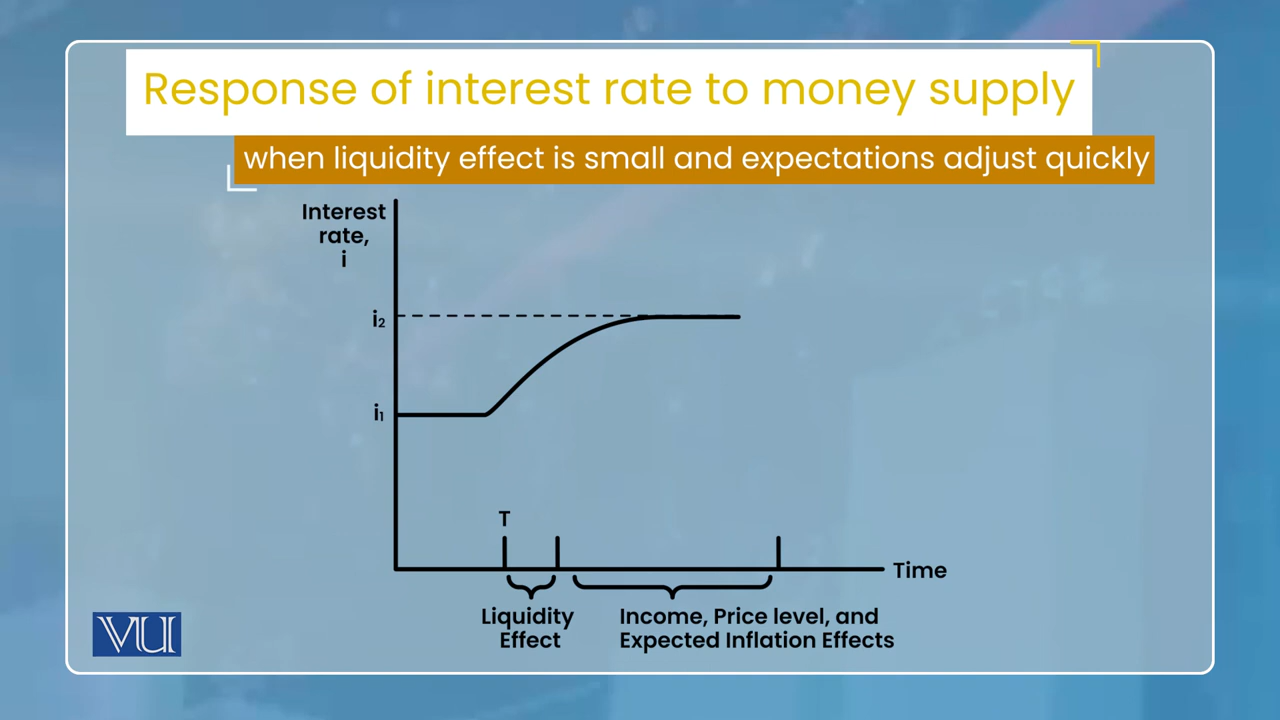 Response of interest rate to money supply
when liquidity effect is small and expectations adjust quickly
Interest
rate,
i
i₂
i₁
T
Time
Liquidity
Effect
Income, Price level, and
Expected Inflation Effects
VU